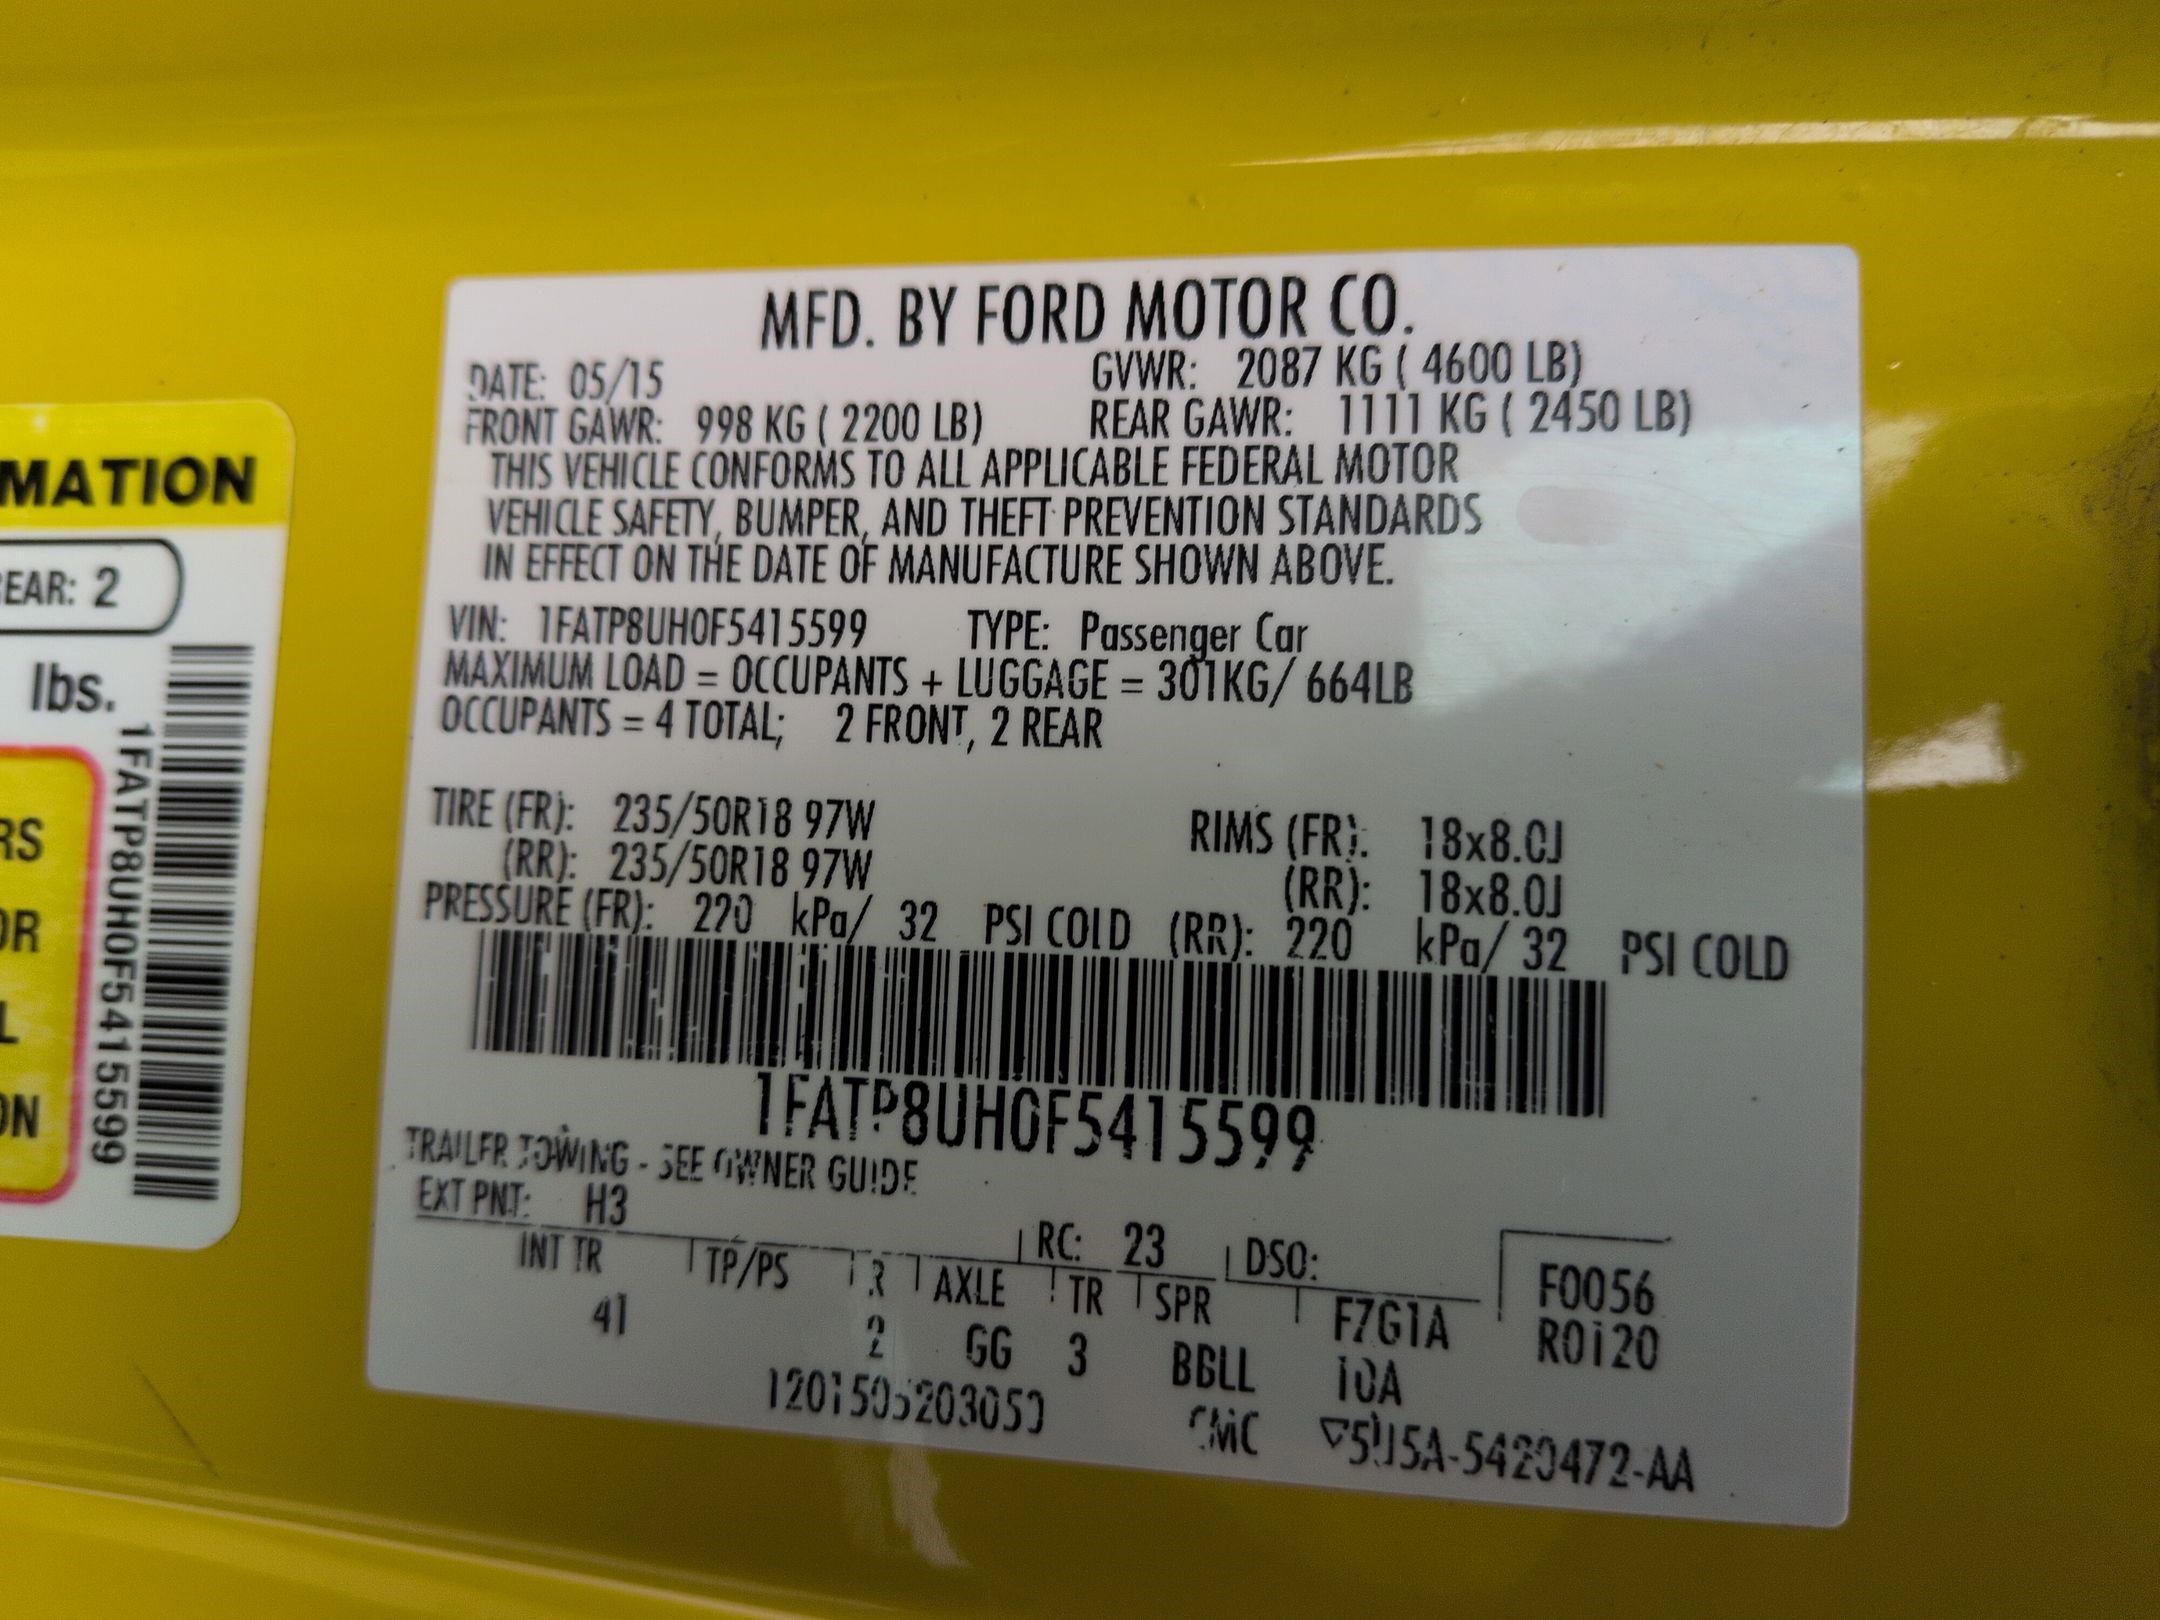 MATION
REAR: 2
lbs.
1FATP8UH0F5415599
RS
OR
L
ON
MFD. BY FORD MOTOR CO.
DATE: 05/15 GVWR: 2087 KG ( 4600 LB)
FRONT GAWR: 998 KG ( 2200 LB) REAR GAWR: 1111 KG ( 2450 LB)
THIS VEHICLE CONFORMS TO ALL APPLICABLE FEDERAL MOTOR
VEHICLE SAFETY, BUMPER, AND THEFT PREVENTION STANDARDS
IN EFFECT ON THE DATE OF MANUFACTURE SHOWN ABOVE.
VIN: 1FATP8UH0F5415599 TYPE: Passenger Car
MAXIMUM LOAD = OCCUPANTS + LUGGAGE = 301KG/ 664LB
OCCUPANTS = 4 TOTAL; 2 FRONT, 2 REAR
TIRE (FR): 235/50R18 97W RIMS (FR): 18x8.0J
(RR): 235/50R18 97W (RR): 18x8.0J
PRESSURE (FR): 220 kPa/ 32 PSI COLD (RR): 220 kPa/ 32 PSI COLD
1FATP8UH0F5415599
TRAILER TOWING - SEE OWNER GUIDE
EXT PNT: H3 RC: 23 DSO: F0056
INT TR TP/PS R AXLE TR SPR F7G1A R0120
41 2 GG 3 BBLL 10A